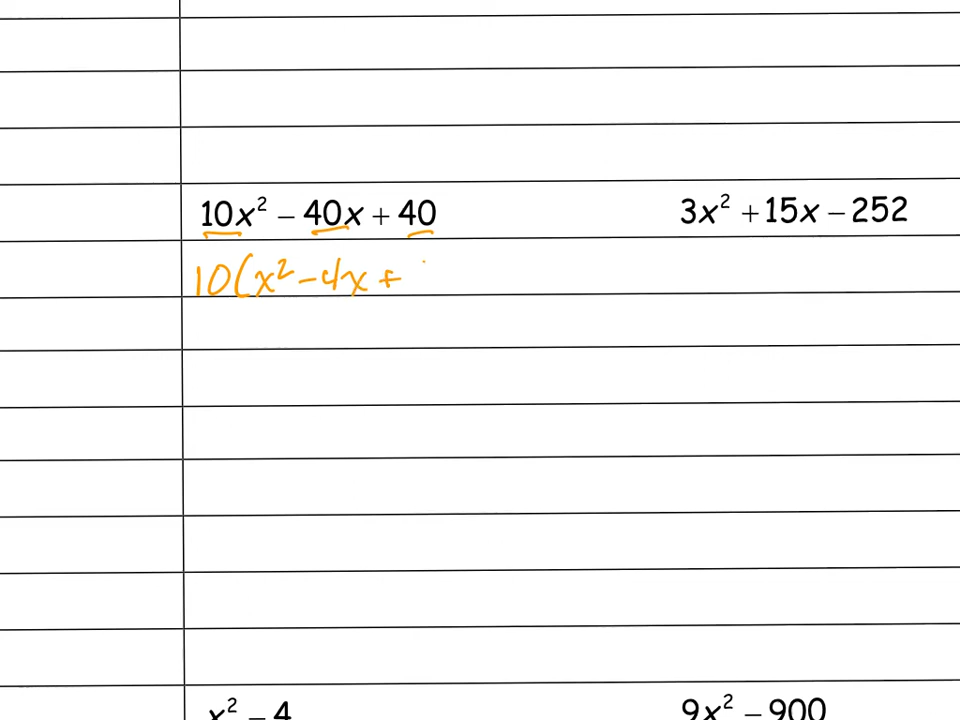 10x² − 40x + 40
3x² + 15x − 252
10(x² − 4x +
x² − 4
9x² − 900